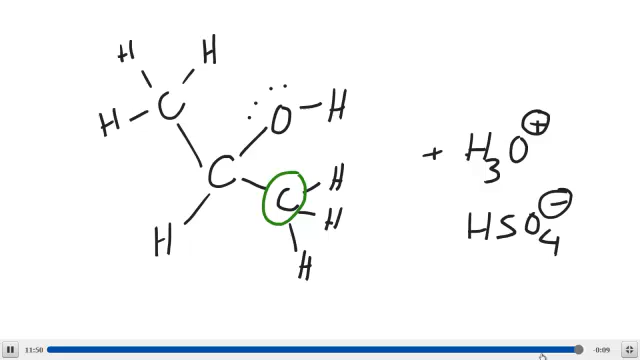 H H
H C O H
+ H3O+
C C H
H
H
H
HSO4−
11:50 -0:09